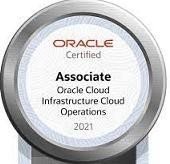 ORACLE
Certified
Associate
Oracle Cloud
Infrastructure Cloud
Operations
2021